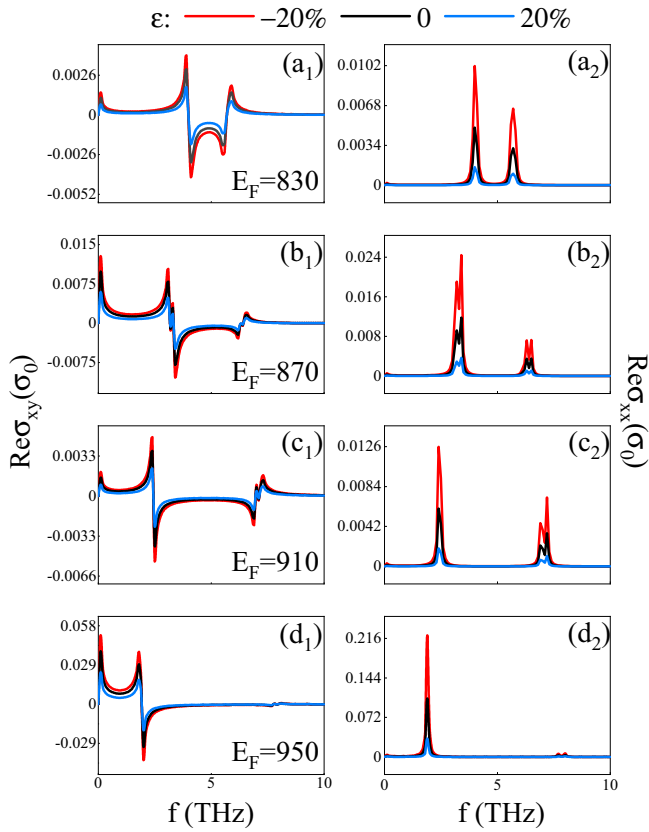 ε: −20% 0 20%
Reσxy(σ0)
Reσxx(σ0)
(a1)
0.0026
0
-0.0026
-0.0052
EF=830
(a2)
0.0102
0.0068
0.0034
0
(b1)
0.015
0.0075
0
-0.0075
EF=870
(b2)
0.024
0.016
0.008
0
(c1)
0.0033
0
-0.0033
-0.0066
EF=910
(c2)
0.0126
0.0084
0.0042
0
(d1)
0.058
0.029
0
-0.029
EF=950
0 5 10
f (THz)
(d2)
0.216
0.144
0.072
0
0 5 10
f (THz)